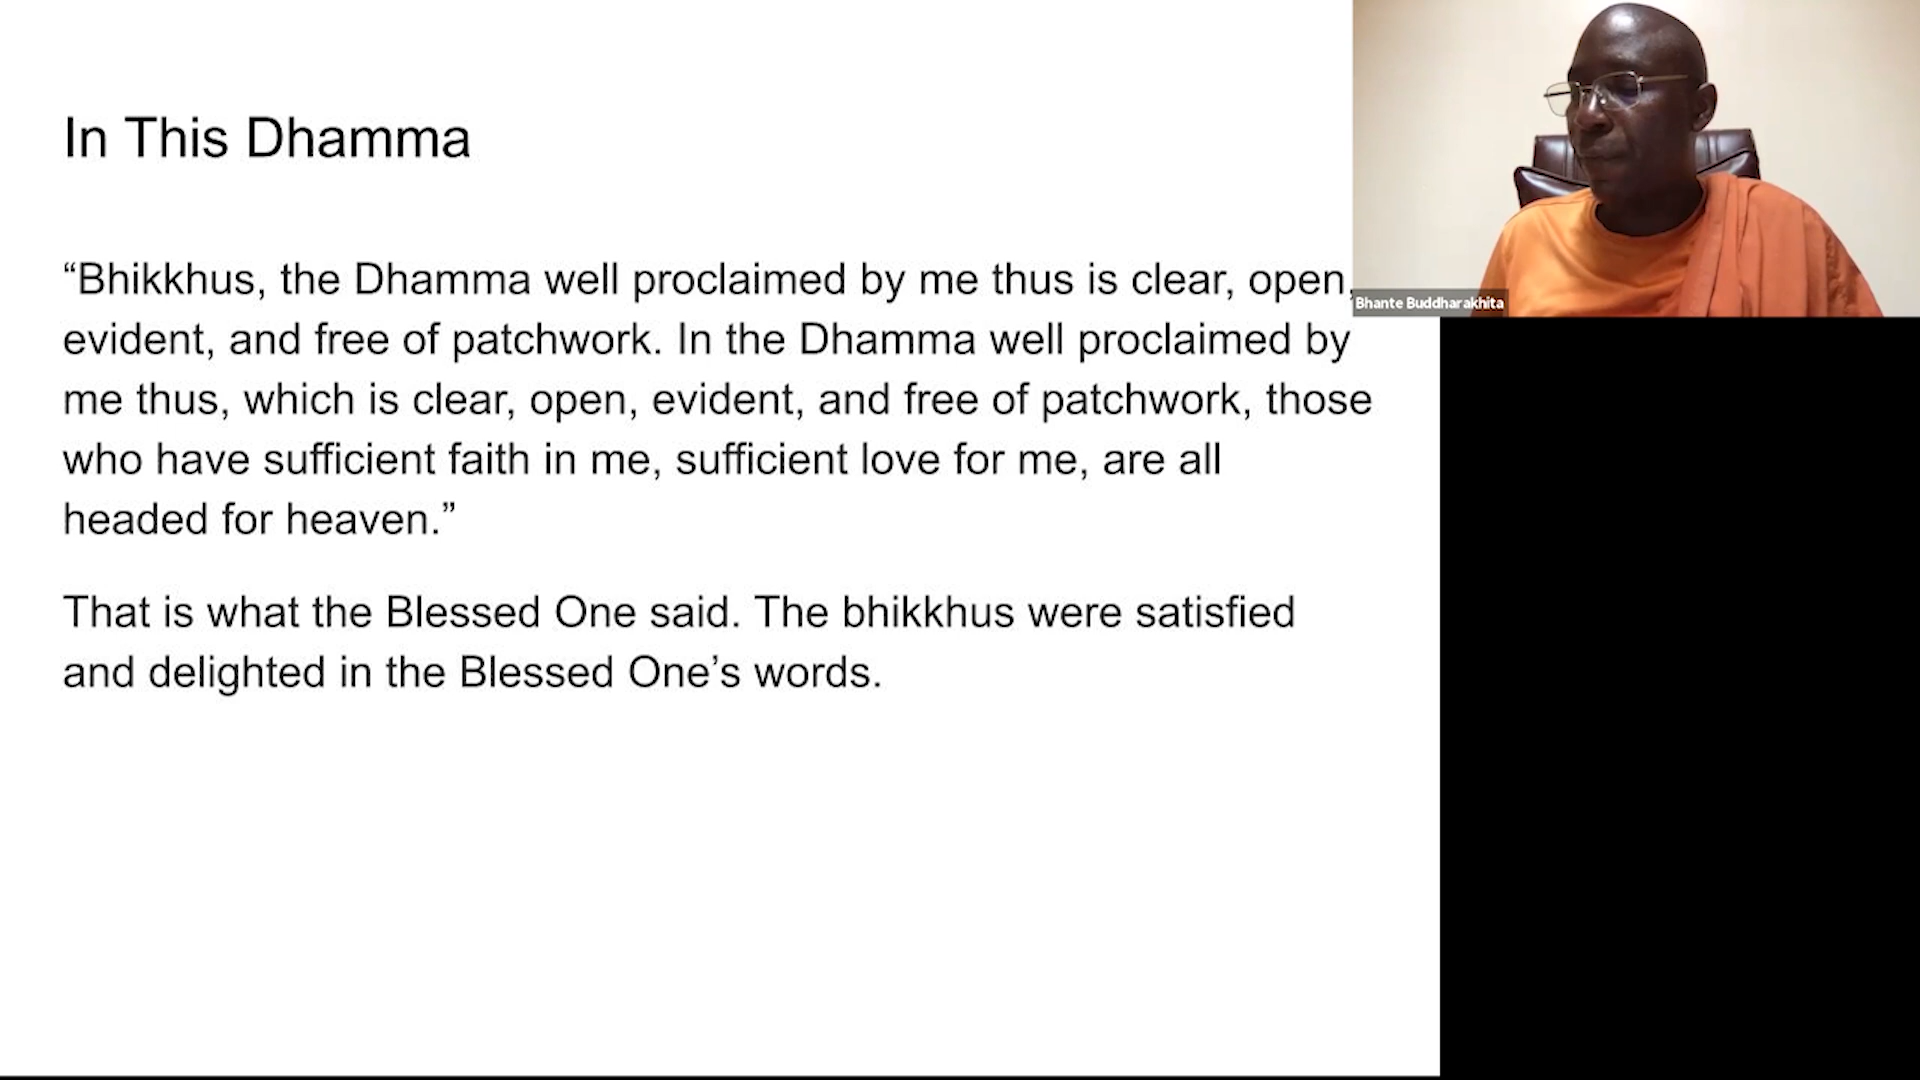 In This Dhamma
“Bhikkhus, the Dhamma well proclaimed by me thus is clear, open,
evident, and free of patchwork. In the Dhamma well proclaimed by
me thus, which is clear, open, evident, and free of patchwork, those
who have sufficient faith in me, sufficient love for me, are all
headed for heaven.”
That is what the Blessed One said. The bhikkhus were satisfied
and delighted in the Blessed One’s words.
Bhante Buddharakhita